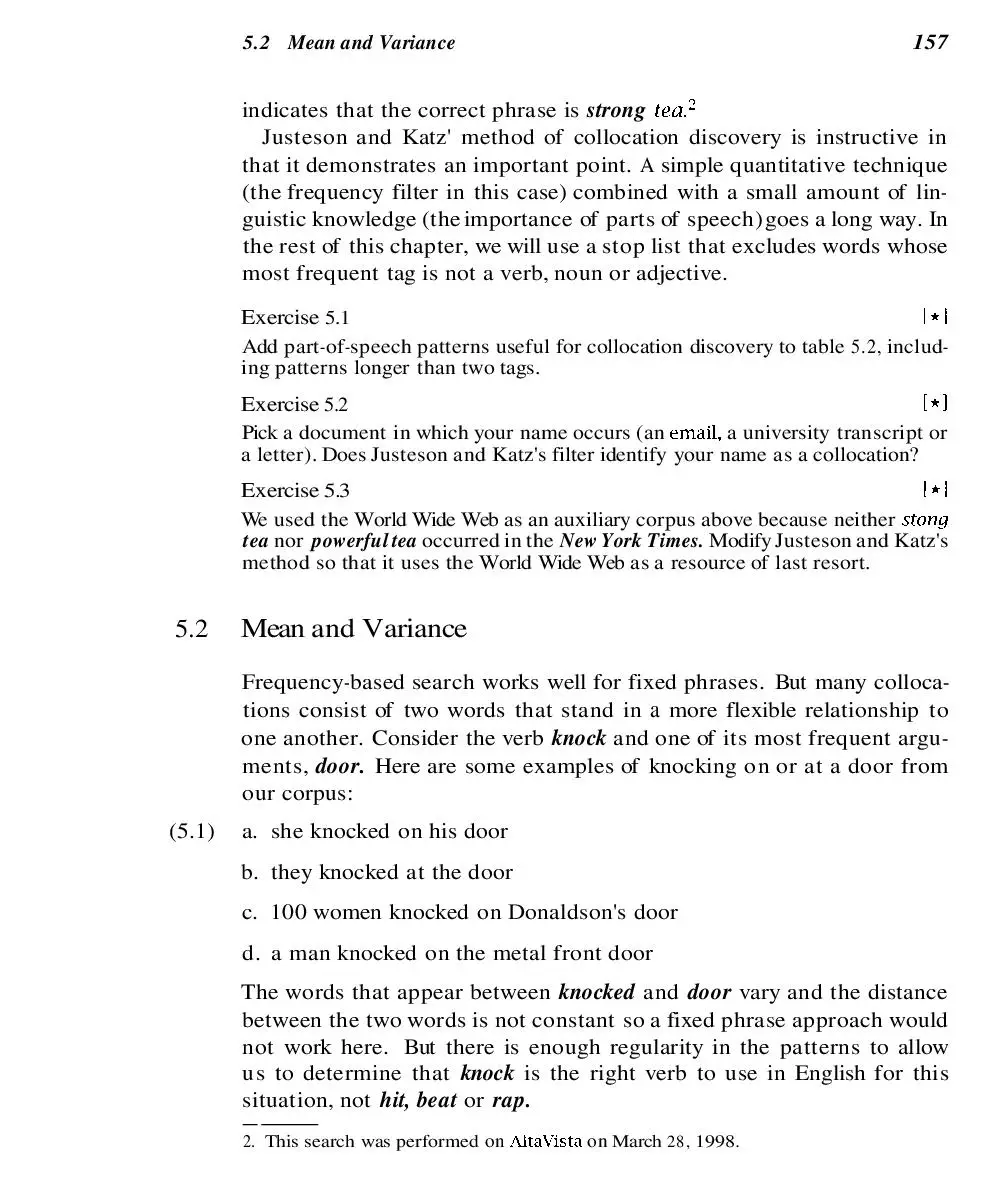 5.2 Mean and Variance 157
indicates that the correct phrase is strong tea.2
Justeson and Katz' method of collocation discovery is instructive in
that it demonstrates an important point. A simple quantitative technique
(the frequency filter in this case) combined with a small amount of lin-
guistic knowledge (the importance of parts of speech) goes a long way. In
the rest of this chapter, we will use a stop list that excludes words whose
most frequent tag is not a verb, noun or adjective.
Exercise 5.1 [★]
Add part-of-speech patterns useful for collocation discovery to table 5.2, includ-
ing patterns longer than two tags.
Exercise 5.2 [★]
Pick a document in which your name occurs (an email, a university transcript or
a letter). Does Justeson and Katz's filter identify your name as a collocation?
Exercise 5.3 [★]
We used the World Wide Web as an auxiliary corpus above because neither stong
tea nor powerful tea occurred in the New York Times. Modify Justeson and Katz's
method so that it uses the World Wide Web as a resource of last resort.
5.2 Mean and Variance
Frequency-based search works well for fixed phrases. But many colloca-
tions consist of two words that stand in a more flexible relationship to
one another. Consider the verb knock and one of its most frequent argu-
ments, door. Here are some examples of knocking on or at a door from
our corpus:
(5.1) a. she knocked on his door
b. they knocked at the door
c. 100 women knocked on Donaldson's door
d. a man knocked on the metal front door
The words that appear between knocked and door vary and the distance
between the two words is not constant so a fixed phrase approach would
not work here. But there is enough regularity in the patterns to allow
us to determine that knock is the right verb to use in English for this
situation, not hit, beat or rap.
2. This search was performed on AltaVista on March 28, 1998.